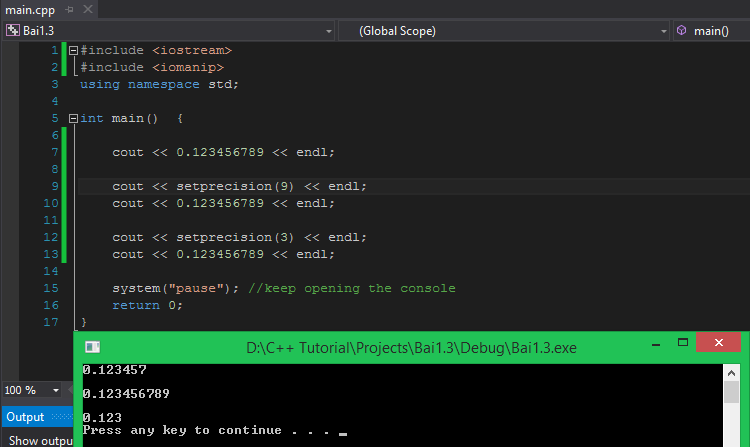 main.cpp
Bai1.3 (Global Scope) main()
1 #include <iostream>
2 #include <iomanip>
3 using namespace std;
4
5 int main()  {
6
7 cout << 0.123456789 << endl;
8
9 cout << setprecision(9) << endl;
10 cout << 0.123456789 << endl;
11
12 cout << setprecision(3) << endl;
13 cout << 0.123456789 << endl;
14
15 system("pause"); //keep opening the console
16 return 0;
17 }
D:\C++ Tutorial\Projects\Bai1.3\Debug\Bai1.3.exe
0.123457
0.123456789
0.123
Press any key to continue . . . _
100 %
Output
Show outpu